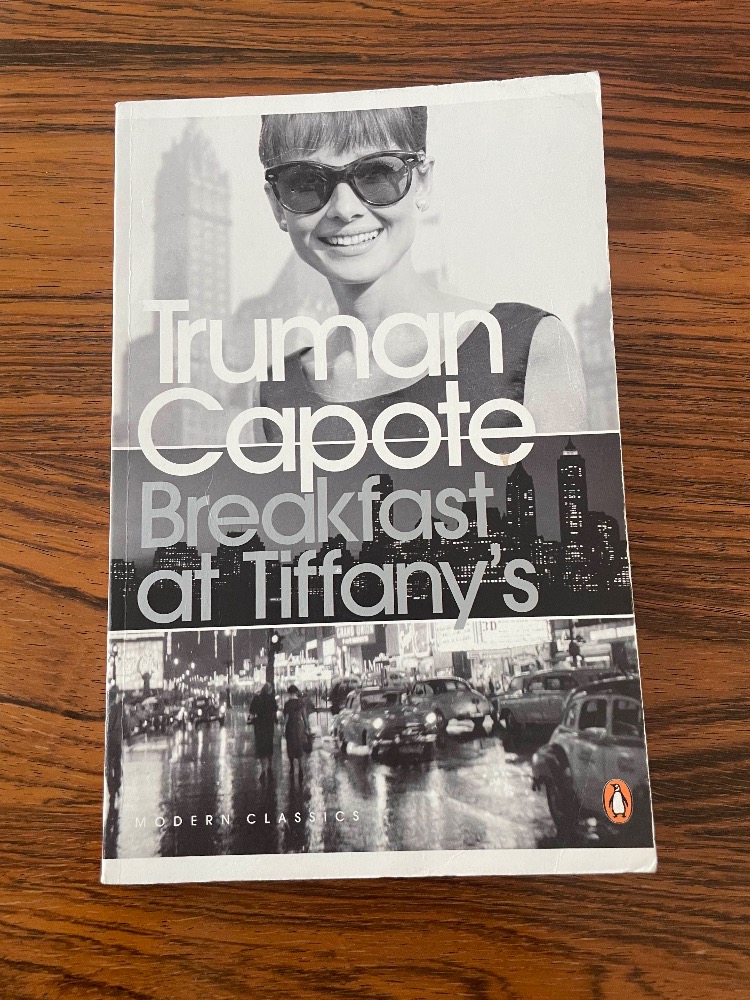 Truman
Capote
Breakfast
at Tiffany's
MODERN CLASSICS